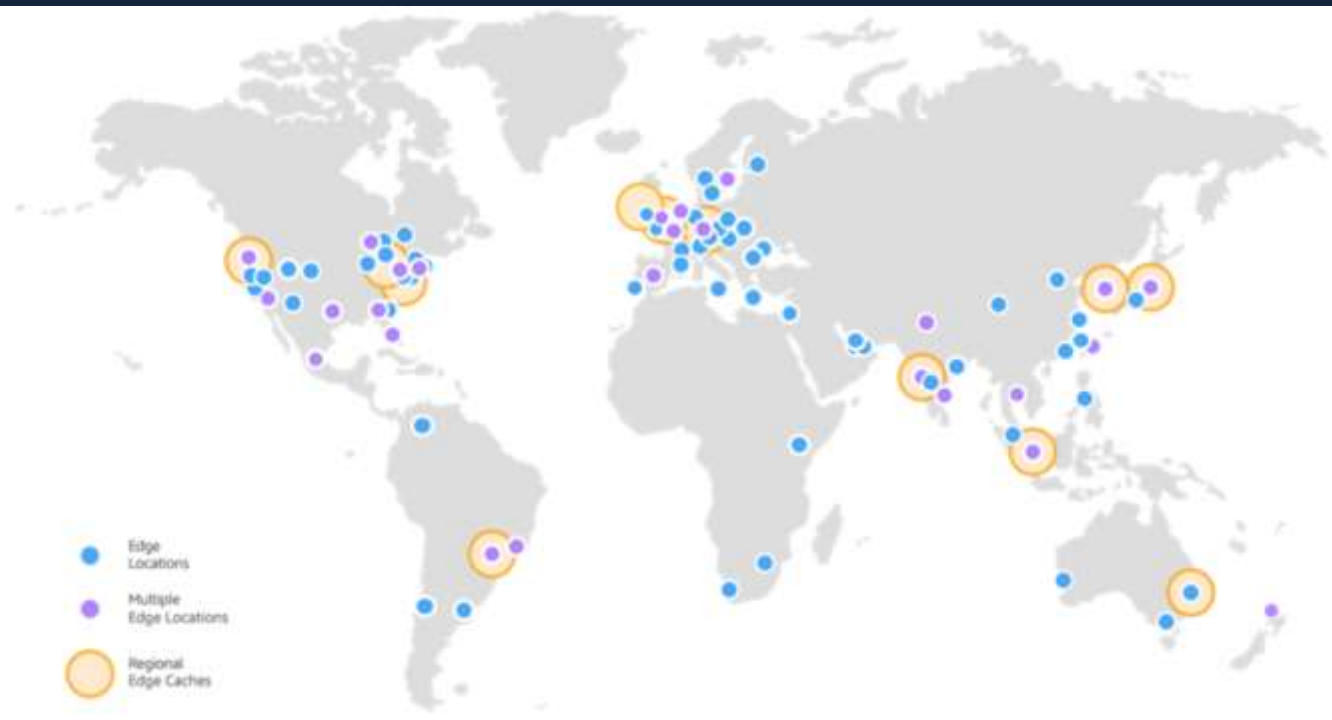 Edge
Locations
Multiple
Edge Locations
Regional
Edge Caches